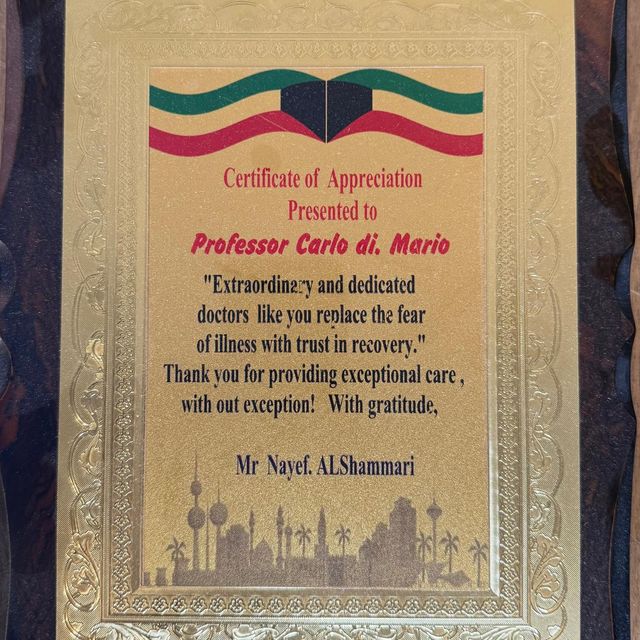 Certificate of Appreciation
Presented to
Professor Carlo di. Mario
"Extraordinary and dedicated
doctors like you replace the fear
of illness with trust in recovery."
Thank you for providing exceptional care ,
with out exception! With gratitude,
Mr Nayef. ALShammari